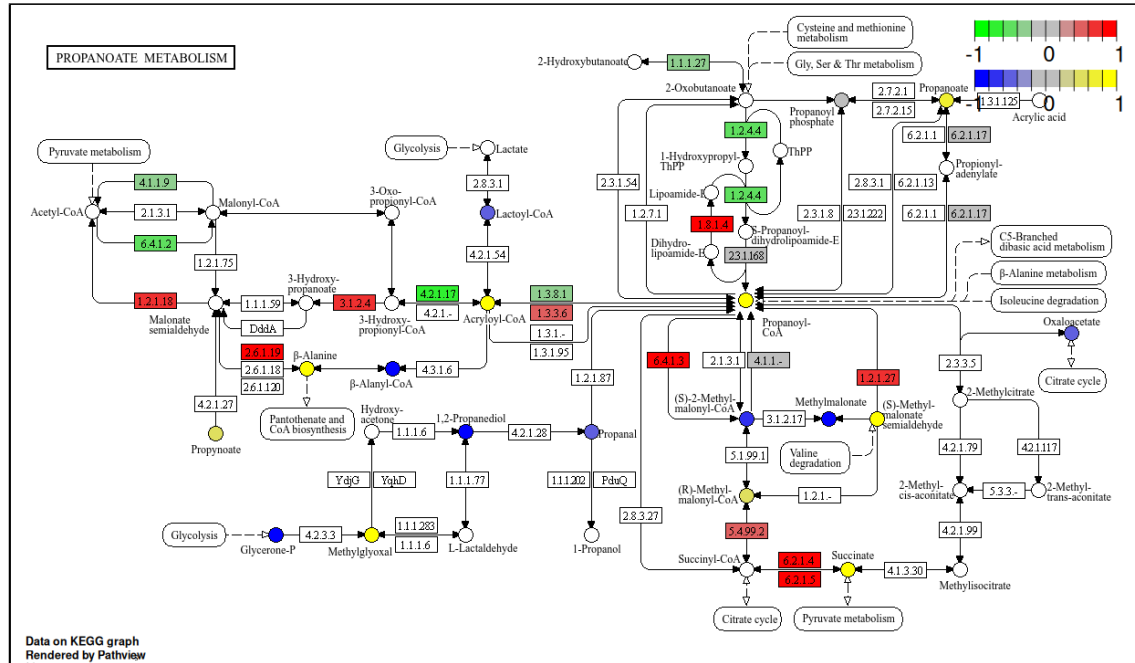 PROPANOATE METABOLISM
Cysteine and methionine
metabolism
Gly, Ser & Thr metabolism
-1 0 1
-1 0 1
2-Hydroxybutanoate
1.1.1.27
2-Oxobutanoate
Propanoyl
phosphate
2.7.2.1
2.7.2.15
Propanoate
1.3.1.125
Acrylic acid
Pyruvate metabolism
Glycolysis
Lactate
1.2.4.4
ThPP
1-Hydroxypropyl-
ThPP
6.2.1.1
6.2.1.17
Propionyl-
adenylate
4.1.1.9
Acetyl-CoA
2.1.3.1
Malonyl-CoA
6.4.1.2
3-Oxo-
propionyl-CoA
2.8.3.1
Lactoyl-CoA
4.2.1.54
2.3.1.54
1.2.7.1
Lipoamide-E
1.2.4.4
1.8.1.4
S-Propanoyl-
dihydrolipoamide-E
Dihydro-
lipoamide-E
2.3.1.168
2.3.1.8
2.3.1.222
2.8.3.1
6.2.1.13
6.2.1.1
6.2.1.17
C5-Branched
dibasic acid metabolism
β-Alanine metabolism
Isoleucine degradation
1.2.1.75
3-Hydroxy-
propanoate
1.2.1.18
Malonate
semialdehyde
1.1.1.59
DddA
3.1.2.4
3-Hydroxy-
propionyl-CoA
4.2.1.17
4.2.1.-
Acryloyl-CoA
1.3.8.1
1.3.3.6
1.3.1.-
1.3.1.95
Propanoyl-
CoA
Oxaloacetate
2.6.1.19
2.6.1.18
2.6.1.120
β-Alanine
β-Alanyl-CoA
4.3.1.6
1.2.1.87
6.4.1.3
2.1.3.1
4.1.1.-
1.2.1.27
2.3.3.5
Citrate cycle
4.2.1.27
Propynoate
Pantothenate and
CoA biosynthesis
Hydroxy-
acetone
1.1.1.6
1,2-Propanediol
4.2.1.28
Propanal
(S)-2-Methyl-
malonyl-CoA
3.1.2.17
Methylmalonate
(S)-Methyl-
malonate
semialdehyde
2-Methylcitrate
Valine
degradation
5.1.99.1
4.2.1.79
4.2.1.117
YdjG
YqhD
1.1.1.77
1.1.1.202
PduQ
2.8.3.27
(R)-Methyl-
malonyl-CoA
1.2.1.-
2-Methyl-
cis-aconitate
5.3.3.-
2-Methyl-
trans-aconitate
Glycolysis
Glycerone-P
4.2.3.3
Methylglyoxal
1.1.1.283
1.1.1.6
L-Lactaldehyde
1-Propanol
5.4.99.2
4.2.1.99
Succinyl-CoA
6.2.1.4
6.2.1.5
Succinate
4.1.3.30
Methylisocitrate
Citrate cycle
Pyruvate metabolism
Data on KEGG graph
Rendered by Pathview